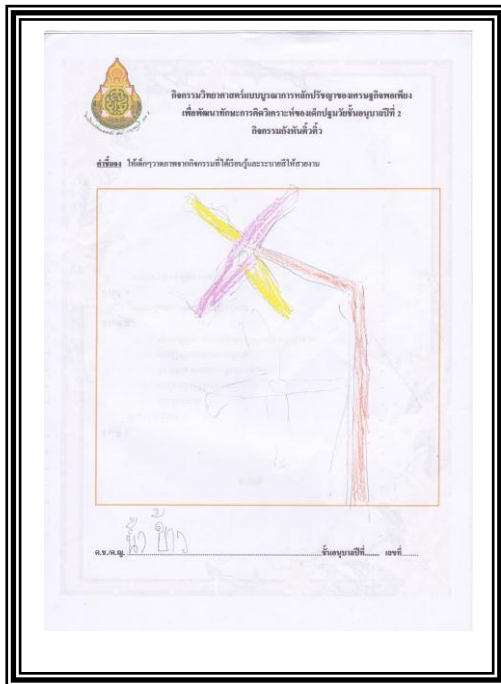 กิจกรรมวิทยาศาสตร์แบบบูรณาการหลักปรัชญาของเศรษฐกิจพอเพียง
เพื่อพัฒนาทักษะการคิดวิเคราะห์ของเด็กปฐมวัยชั้นอนุบาลปีที่ 2
กิจกรรมกังหันติ้วติ้ว
คำชี้แจง ให้เด็กๆวาดภาพจากกิจกรรมที่ได้เรียนรู้และระบายสีให้สวยงาม
ด.ช./ด.ญ. ชั้นอนุบาลปีที่...... เลขที่......